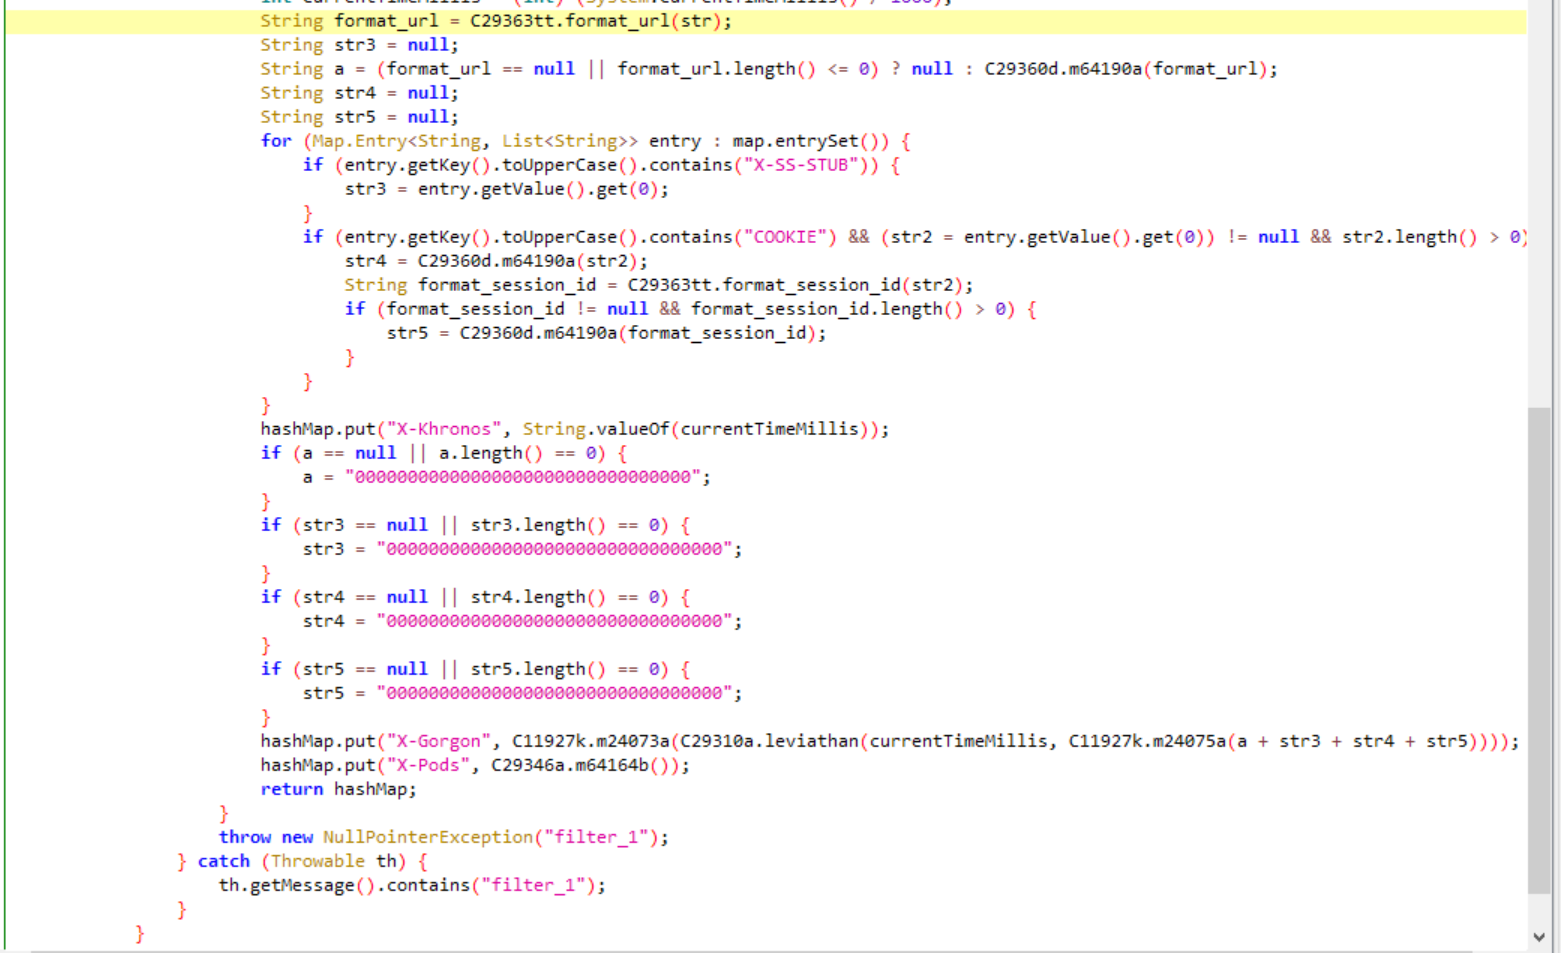 String format_url = C29363tt.format_url(str);
String str3 = null;
String a = (format_url == null || format_url.length() <= 0) ? null : C29360d.m64190a(format_url);
String str4 = null;
String str5 = null;
for (Map.Entry<String, List<String>> entry : map.entrySet()) {
if (entry.getKey().toUpperCase().contains("X-SS-STUB")) {
str3 = entry.getValue().get(0);
}
if (entry.getKey().toUpperCase().contains("COOKIE") && (str2 = entry.getValue().get(0)) != null && str2.length() > 0)
str4 = C29360d.m64190a(str2);
String format_session_id = C29363tt.format_session_id(str2);
if (format_session_id != null && format_session_id.length() > 0) {
str5 = C29360d.m64190a(format_session_id);
}
}
}
hashMap.put("X-Khronos", String.valueOf(currentTimeMillis));
if (a == null || a.length() == 0) {
a = "00000000000000000000000000000000";
}
if (str3 == null || str3.length() == 0) {
str3 = "00000000000000000000000000000000";
}
if (str4 == null || str4.length() == 0) {
str4 = "00000000000000000000000000000000";
}
if (str5 == null || str5.length() == 0) {
str5 = "00000000000000000000000000000000";
}
hashMap.put("X-Gorgon", C11927k.m24073a(C29310a.leviathan(currentTimeMillis, C11927k.m24075a(a + str3 + str4 + str5))));
hashMap.put("X-Pods", C29346a.m64164b());
return hashMap;
}
throw new NullPointerException("filter_1");
} catch (Throwable th) {
th.getMessage().contains("filter_1");
}
}